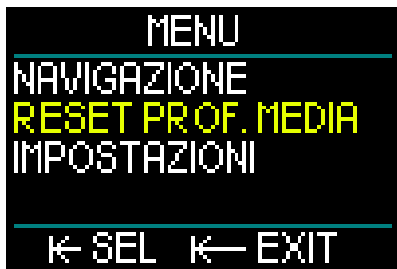 MENU
NAVIGAZIONE
RESET PROF. MEDIA
IMPOSTAZIONI
SEL EXIT